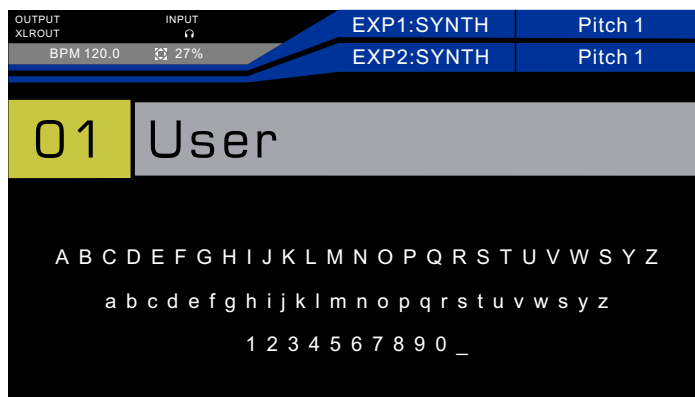 OUTPUT INPUT EXP1:SYNTH Pitch 1
XLROUT
BPM 120.0 27% EXP2:SYNTH Pitch 1
01 User
A B C D E F G H I J K L M N O P Q R S T U V W S Y Z
a b c d e f g h i j k l m n o p q r s t u v w s y z
1 2 3 4 5 6 7 8 9 0 _